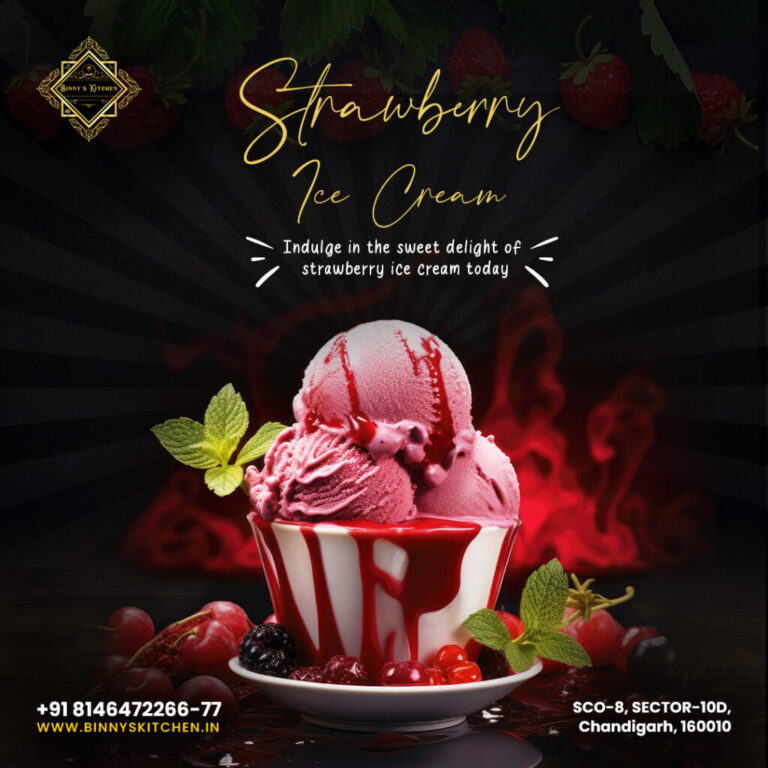 BINNY'S KITCHEN
Strawberry
Ice Cream
Indulge in the sweet delight of
strawberry ice cream today
+91 8146472266-77
WWW.BINNYSKITCHEN.IN
SCO-8, SECTOR-10D,
Chandigarh, 160010